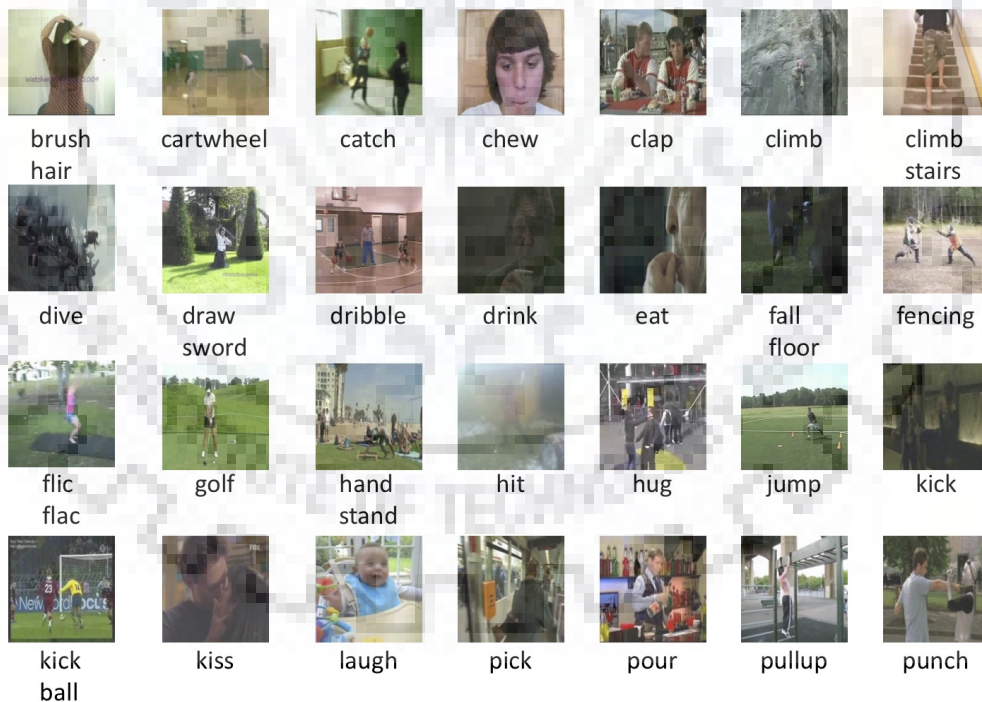 brush cartwheel catch chew clap climb climb
hair stairs
dive draw dribble drink eat fall fencing
sword floor
flic golf hand hit hug jump kick
flac stand
23
kick kiss laugh pick pour pullup punch
ball